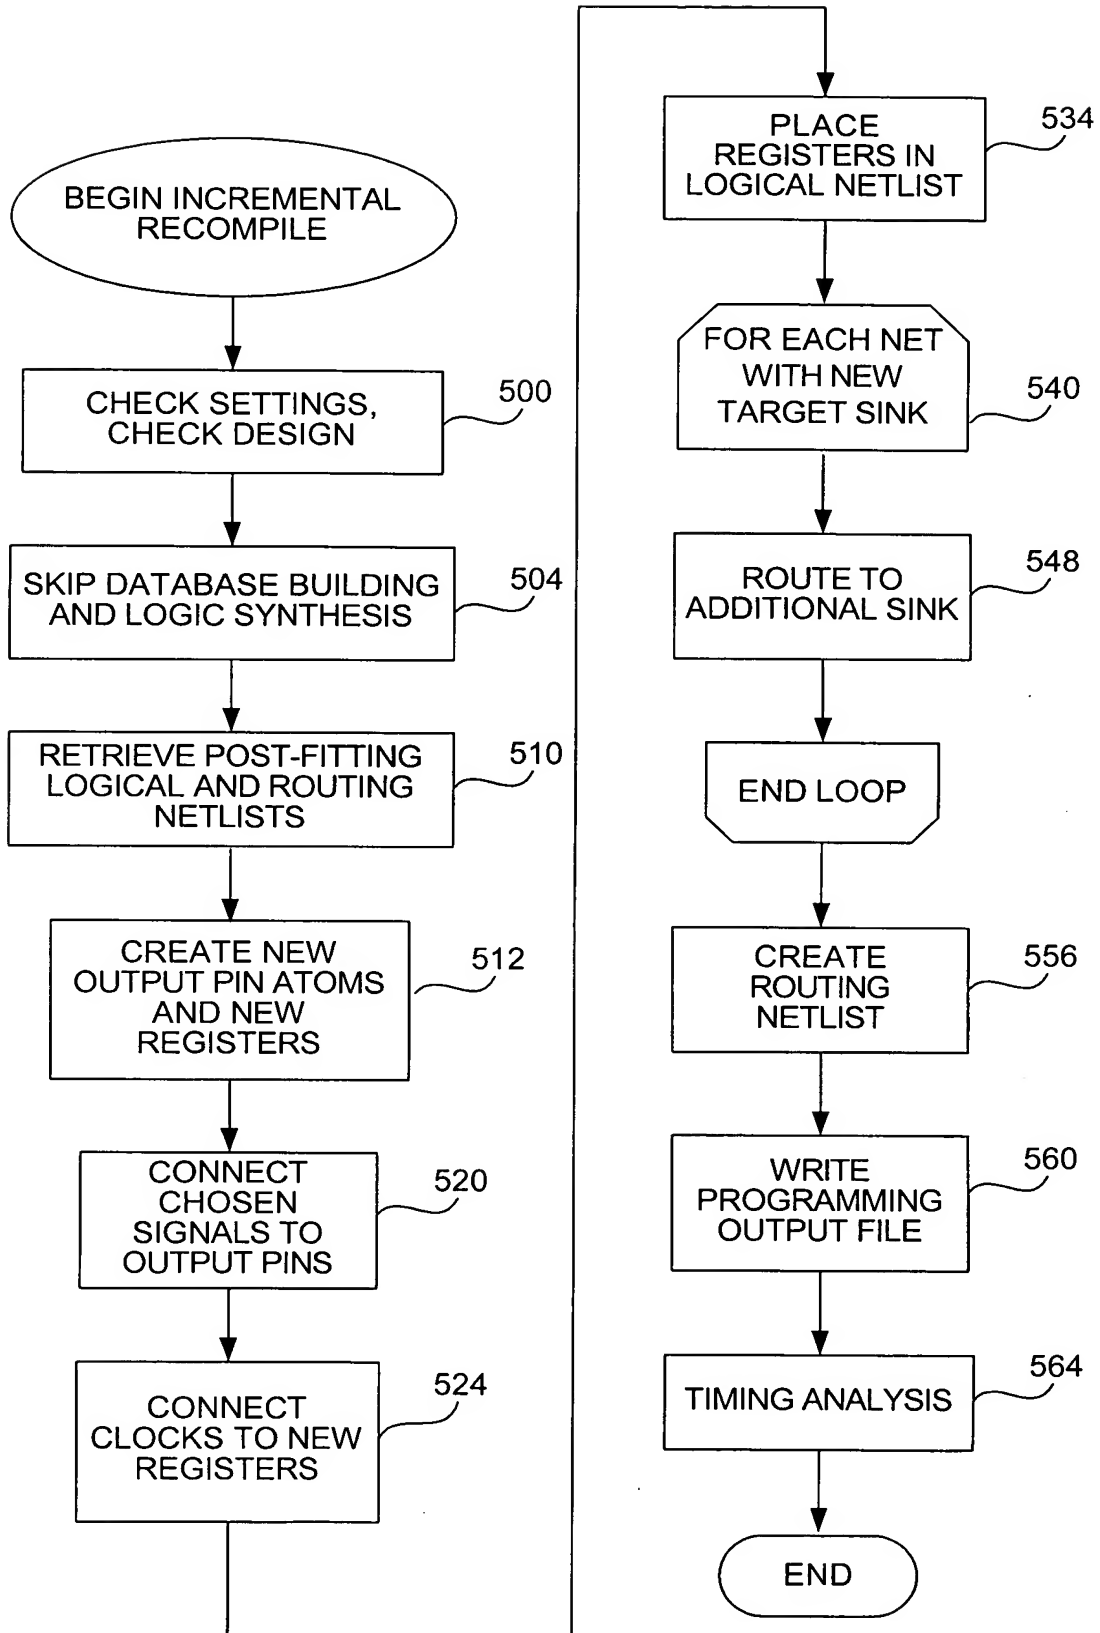 BEGIN INCREMENTAL
RECOMPILE
CHECK SETTINGS,
CHECK DESIGN
500
SKIP DATABASE BUILDING
AND LOGIC SYNTHESIS
504
RETRIEVE POST-FITTING
LOGICAL AND ROUTING
NETLISTS
510
CREATE NEW
OUTPUT PIN ATOMS
AND NEW
REGISTERS
512
CONNECT
CHOSEN
SIGNALS TO
OUTPUT PINS
520
CONNECT
CLOCKS TO NEW
REGISTERS
524
PLACE
REGISTERS IN
LOGICAL NETLIST
534
FOR EACH NET
WITH NEW
TARGET SINK
540
ROUTE TO
ADDITIONAL SINK
548
END LOOP
CREATE
ROUTING
NETLIST
556
WRITE
PROGRAMMING
OUTPUT FILE
560
TIMING ANALYSIS
564
END